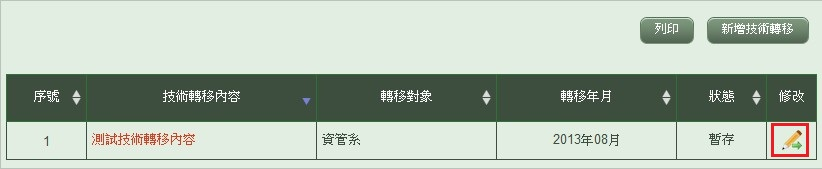 列印 新增技術轉移
序號 技術轉移內容 轉移對象 轉移年月 狀態 修改
1 測試技術轉移內容 資管系 2013年08月 暫存